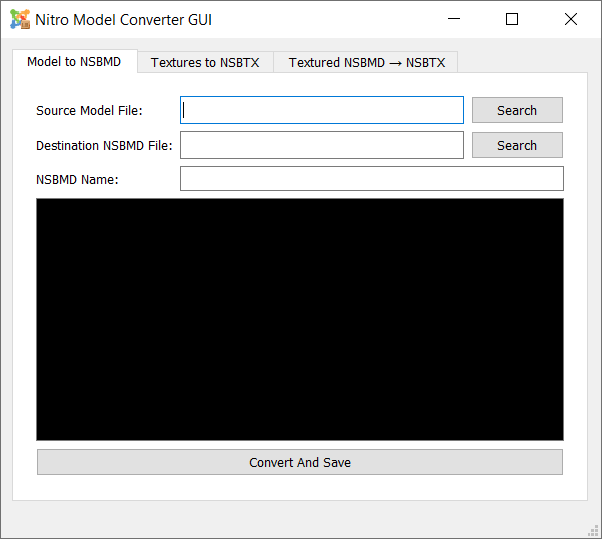 Nitro Model Converter GUI
Model to NSBMD
Textures to NSBTX
Textured NSBMD → NSBTX
Source Model File:
Search
Destination NSBMD File:
Search
NSBMD Name:
Convert And Save